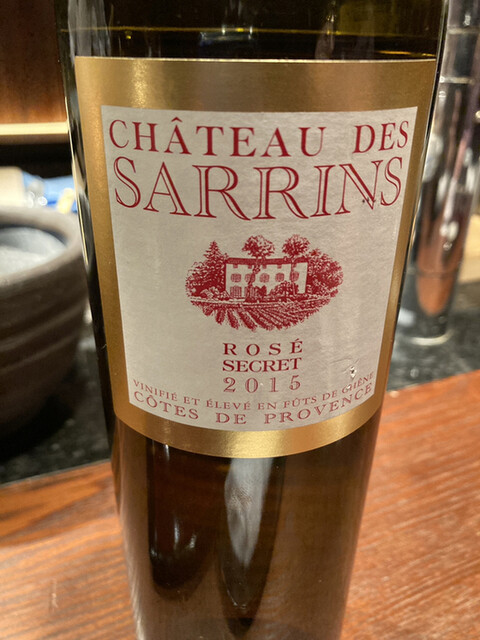 CHÂTEAU DES
SARRINS
ROSÉ
SECRET
2015
VINIFIÉ ET ÉLEVÉ EN FÛTS DE CHÊNE
CÔTES DE PROVENCE